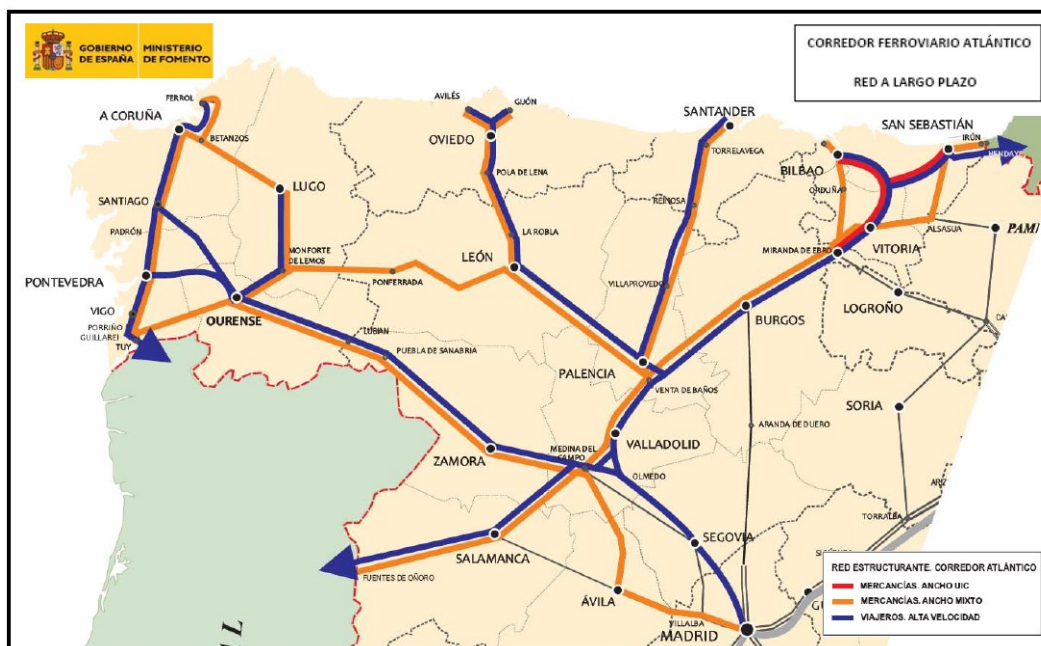 GOBIERNO
DE ESPAÑA
MINISTERIO
DE FOMENTO
CORREDOR FERROVIARIO ATLÁNTICO
RED A LARGO PLAZO
FERROL
A CORUÑA
BETANZOS
LUGO
SANTIAGO
PADRÓN
MONFORTE
DE LEMOS
PONTEVEDRA
VIGO
PORRIÑO
GUILLAREI
TUY
OURENSE
PONFERRADA
LUBIAN
PUEBLA DE SANABRIA
AVILÉS
GIJÓN
OVIEDO
POLA DE LENA
LA ROBLA
LEÓN
SANTANDER
TORRELAVEGA
REINOSA
VILLAPROVEDO
PALENCIA
VENTA DE BAÑOS
BILBAO
ORDUÑA
SAN SEBASTIÁN
IRÚN
ALSASUA
MIRANDA DE EBRO
VITORIA
LOGROÑO
BURGOS
SORIA
ARANDA DE DUERO
TORRALBA
ZAMORA
MEDINA DEL
CAMPO
VALLADOLID
OLMEDO
SEGOVIA
SALAMANCA
FUENTES DE OÑORO
ÁVILA
VILLALBA
MADRID
RED ESTRUCTURANTE. CORREDOR ATLÁNTICO
MERCANCÍAS. ANCHO UIC
MERCANCÍAS. ANCHO MIXTO
VIAJEROS. ALTA VELOCIDAD